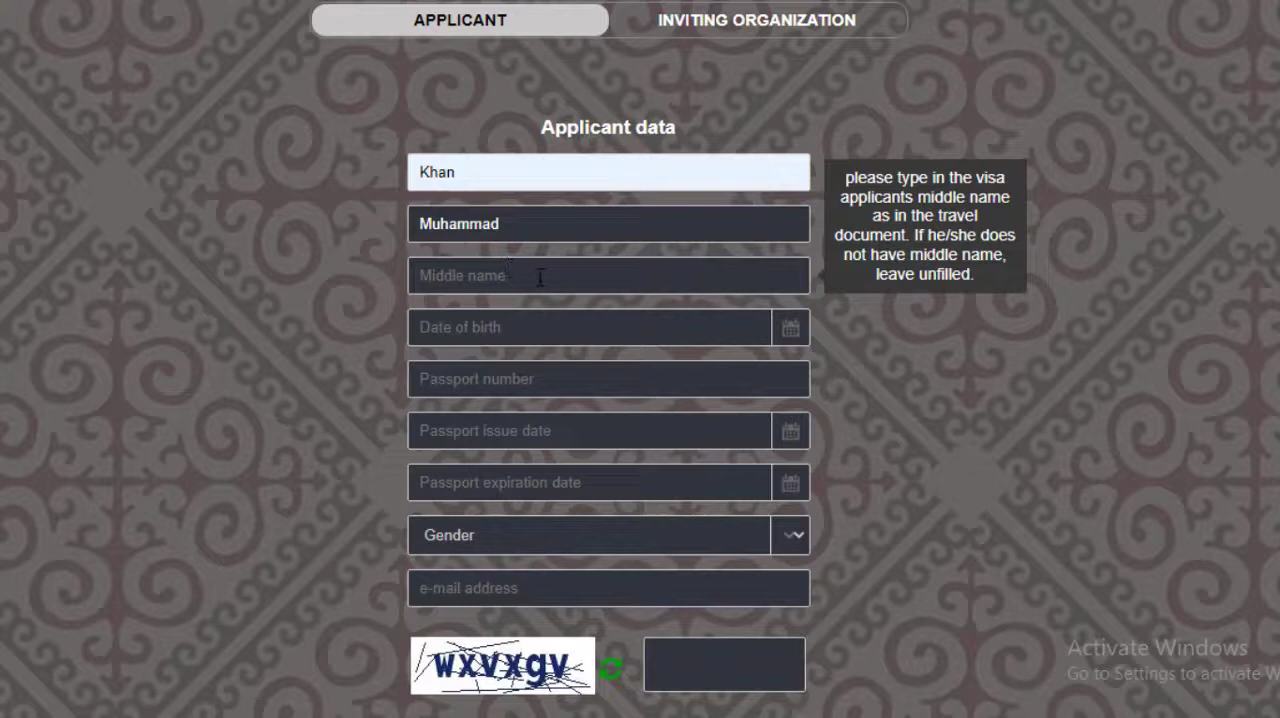 APPLICANT
INVITING ORGANIZATION
Applicant data
Khan
Muhammad
Middle name
Date of birth
Passport number
Passport issue date
Passport expiration date
Gender
e-mail address
please type in the visa
applicants middle name
as in the travel
document. If he/she does
not have middle name,
leave unfilled.
wxvxgv
Activate Windows
Go to Settings to activate W